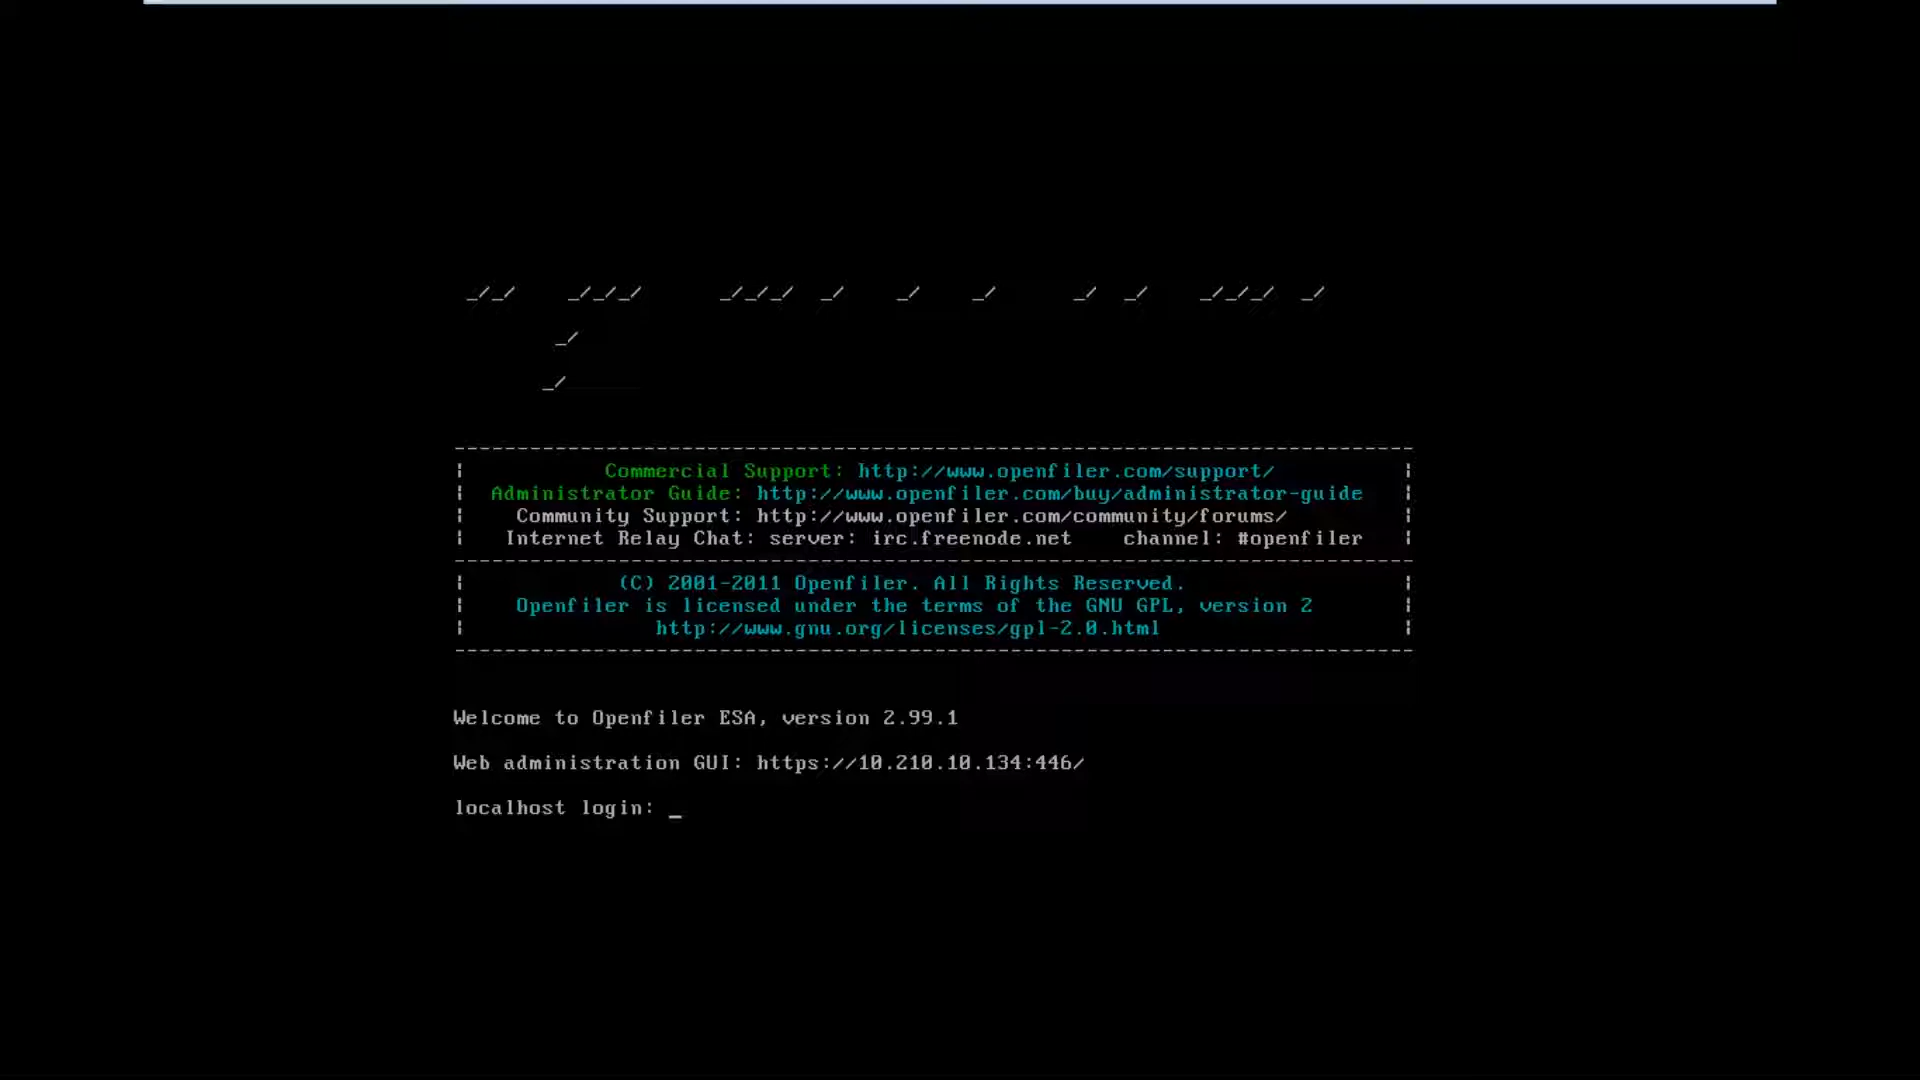 _/_/    _/_/_/      _/_/_/  _/    _/    _/      _/  _/    _/_/_/  _/
_/
_/
Commercial Support: http://www.openfiler.com/support/
Administrator Guide: http://www.openfiler.com/buy/administrator-guide
Community Support: http://www.openfiler.com/community/forums/
Internet Relay Chat: server: irc.freenode.net    channel: #openfiler
(C) 2001-2011 Openfiler. All Rights Reserved.
Openfiler is licensed under the terms of the GNU GPL, version 2
http://www.gnu.org/licenses/gpl-2.0.html
Welcome to Openfiler ESA, version 2.99.1
Web administration GUI: https://10.210.10.134:446/
localhost login: _